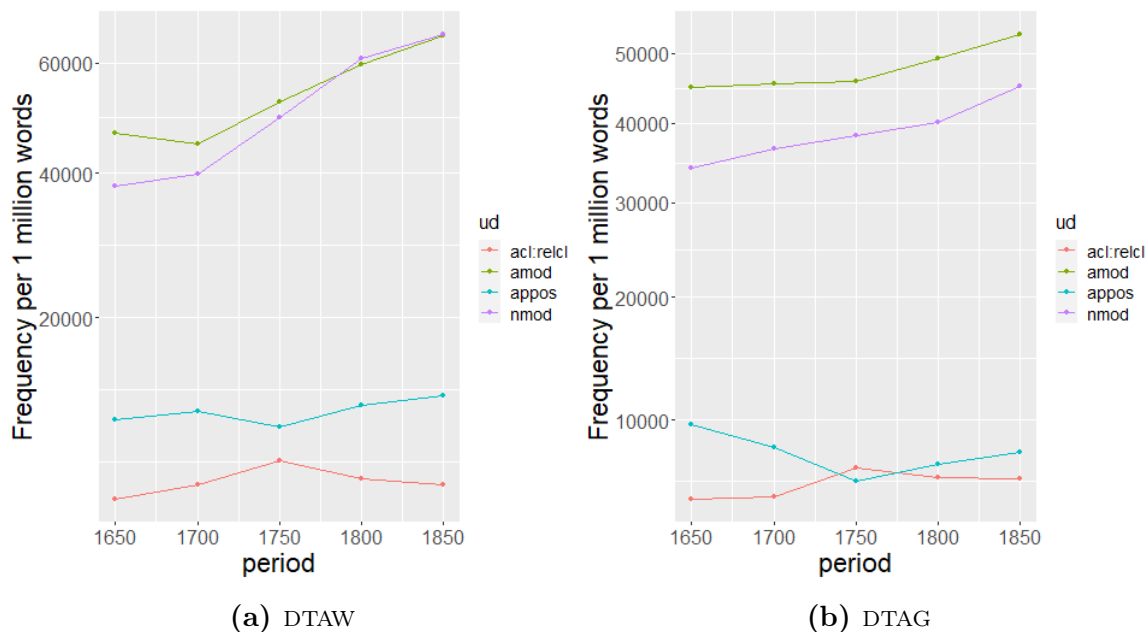 Frequency per 1 million words
60000
40000
20000
1650 1700 1750 1800 1850
period
ud
acl:relcl
amod
appos
nmod
(a) DTAW
Frequency per 1 million words
50000
40000
30000
20000
10000
1650 1700 1750 1800 1850
period
ud
acl:relcl
amod
appos
nmod
(b) DTAG